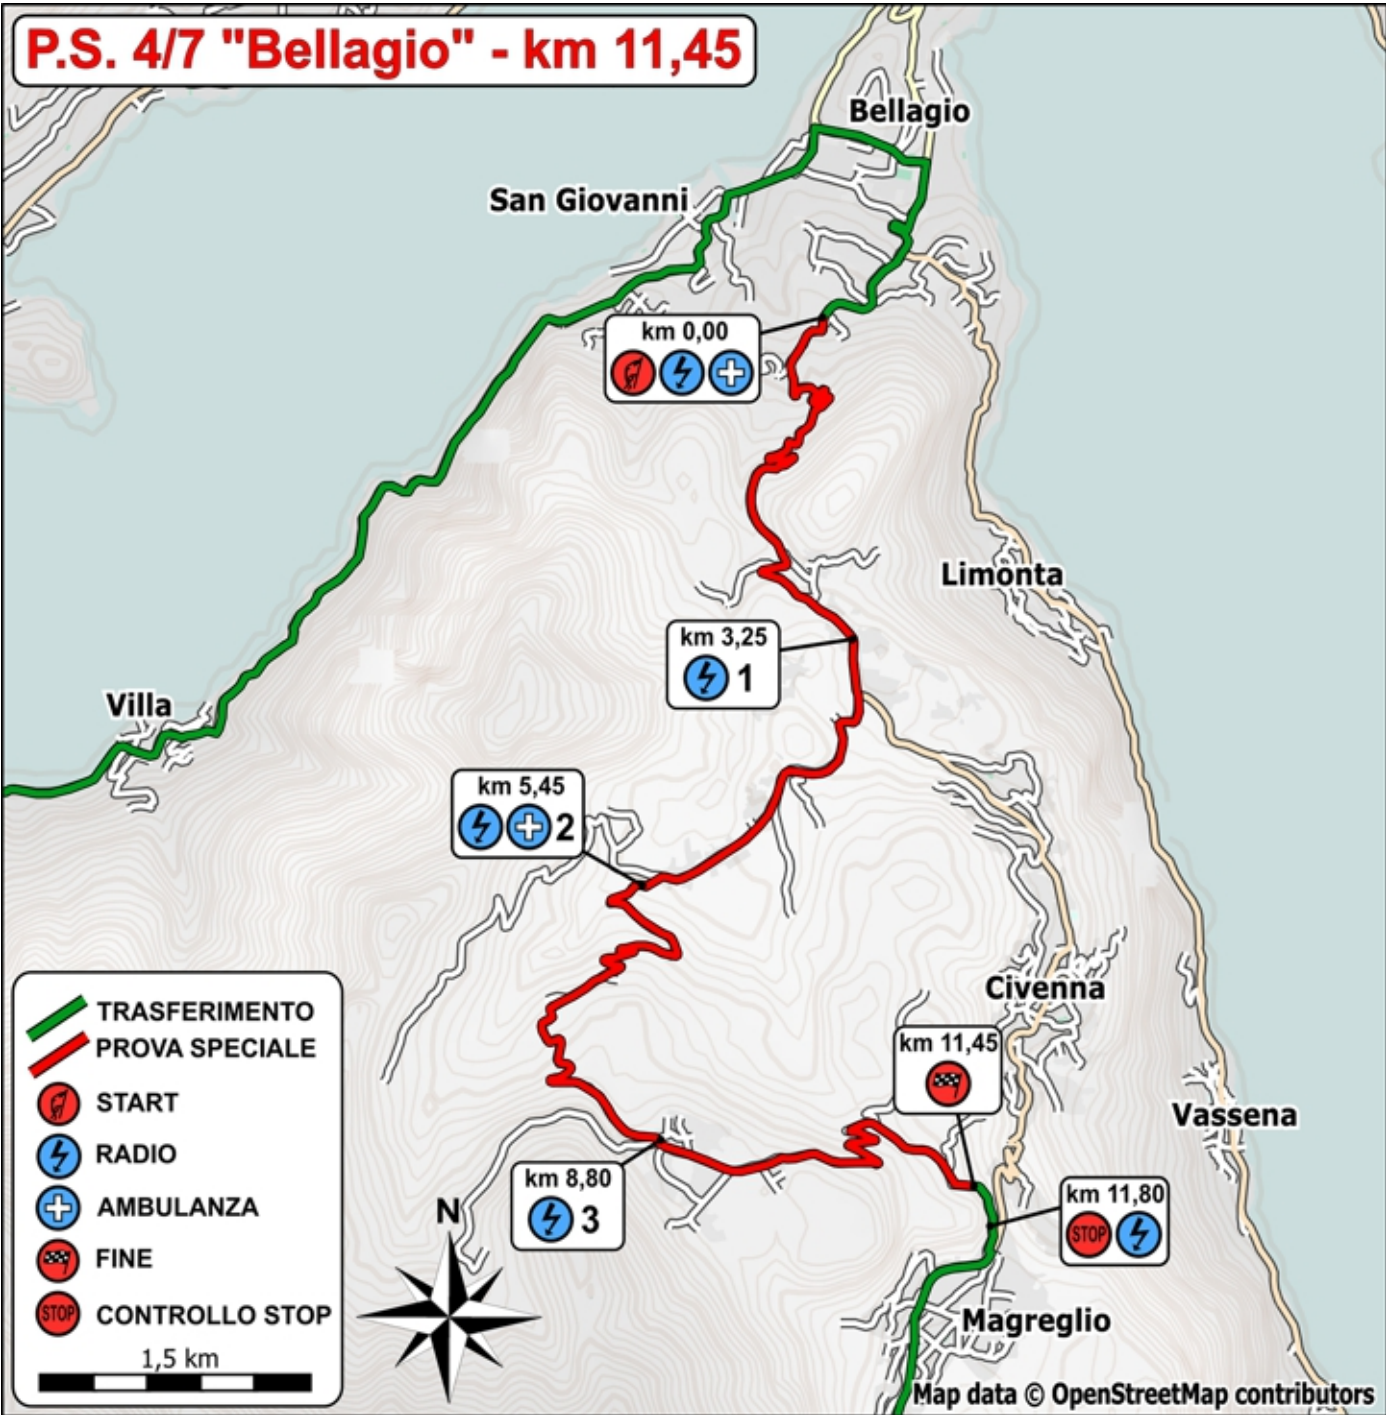 P.S. 4/7 "Bellagio" - km 11,45
Bellagio
San Giovanni
km 0,00
Limonta
km 3,25
1
Villa
km 5,45
2
Civenna
km 11,45
Vassena
km 8,80
3
km 11,80
STOP
Magreglio
TRASFERIMENTO
PROVA SPECIALE
START
RADIO
AMBULANZA
FINE
STOP CONTROLLO STOP
1,5 km
N
Map data © OpenStreetMap contributors